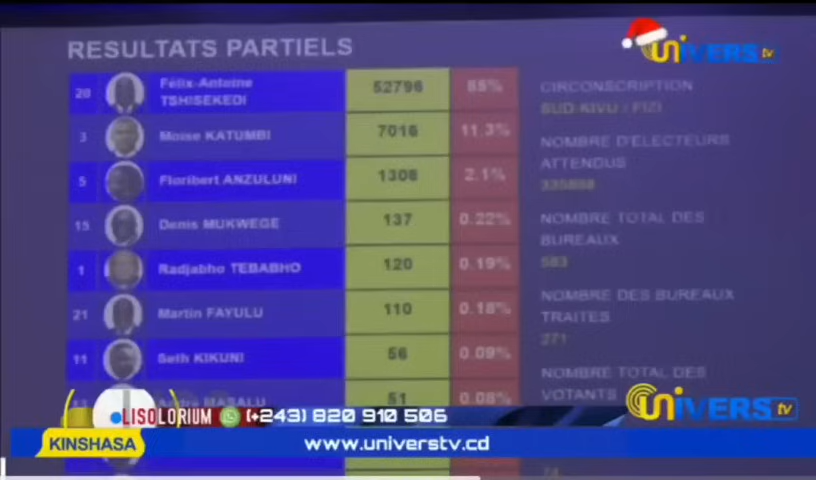 RESULTATS PARTIELS
UNIVERS tv
20 Félix-Antoine TSHISEKEDI 52796 85%
3 Moïse KATUMBI 7016 11.3%
5 Floribert ANZULUNI 1308 2.1%
15 Denis MUKWEGE 137 0.22%
1 Radjabho TEBABHO 120 0.19%
21 Martin FAYULU 110 0.18%
11 Seth KIKUNI 56 0.09%
André MASALU 51 0.08%
CIRCONSCRIPTION
SUD-KIVU / FIZI
NOMBRE D'ELECTEURS
ATTENDUS
NOMBRE TOTAL DES
BUREAUX
583
NOMBRE DES BUREAUX
TRAITES
271
NOMBRE TOTAL DES
VOTANTS
UNIVERS tv
LISOLORIUM (+243) 820 910 506
KINSHASA
www.universtv.cd